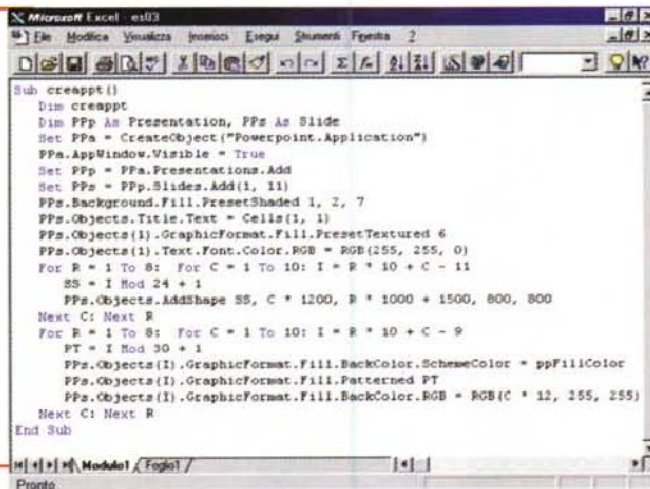 Microsoft Excel - es03
File Modifica Visualizza Inserisci Esegui Strumenti Finestra ?
Sub creappt()
Dim creappt
Dim PPp As Presentation, PPs As Slide
Set PPa = CreateObject("Powerpoint.Application")
PPa.AppWindow.Visible = True
Set PPp = PPa.Presentations.Add
Set PPs = PPp.Slides.Add(1, 11)
PPs.Background.Fill.PresetShaded 1, 2, 7
PPs.Objects.Title.Text = Cells(1, 1)
PPs.Objects(1).GraphicFormat.Fill.PresetTextured 6
PPs.Objects(1).Text.Font.Color.RGB = RGB(255, 255, 0)
For R = 1 To 8: For C = 1 To 10: I = R * 10 + C - 11
SS = I Mod 24 + 1
PPs.Objects.AddShape SS, C * 1200, R * 1000 + 1500, 800, 800
Next C: Next R
For R = 1 To 8: For C = 1 To 10: I = R * 10 + C - 9
PT = I Mod 30 + 1
PPs.Objects(I).GraphicFormat.Fill.BackColor.SchemeColor = ppFillColor
PPs.Objects(I).GraphicFormat.Fill.Patterned PT
PPs.Objects(I).GraphicFormat.Fill.BackColor.RGB = RGB(C * 12, 255, 255)
Next C: Next R
End Sub
Modulo1 Foglio1
Pronto